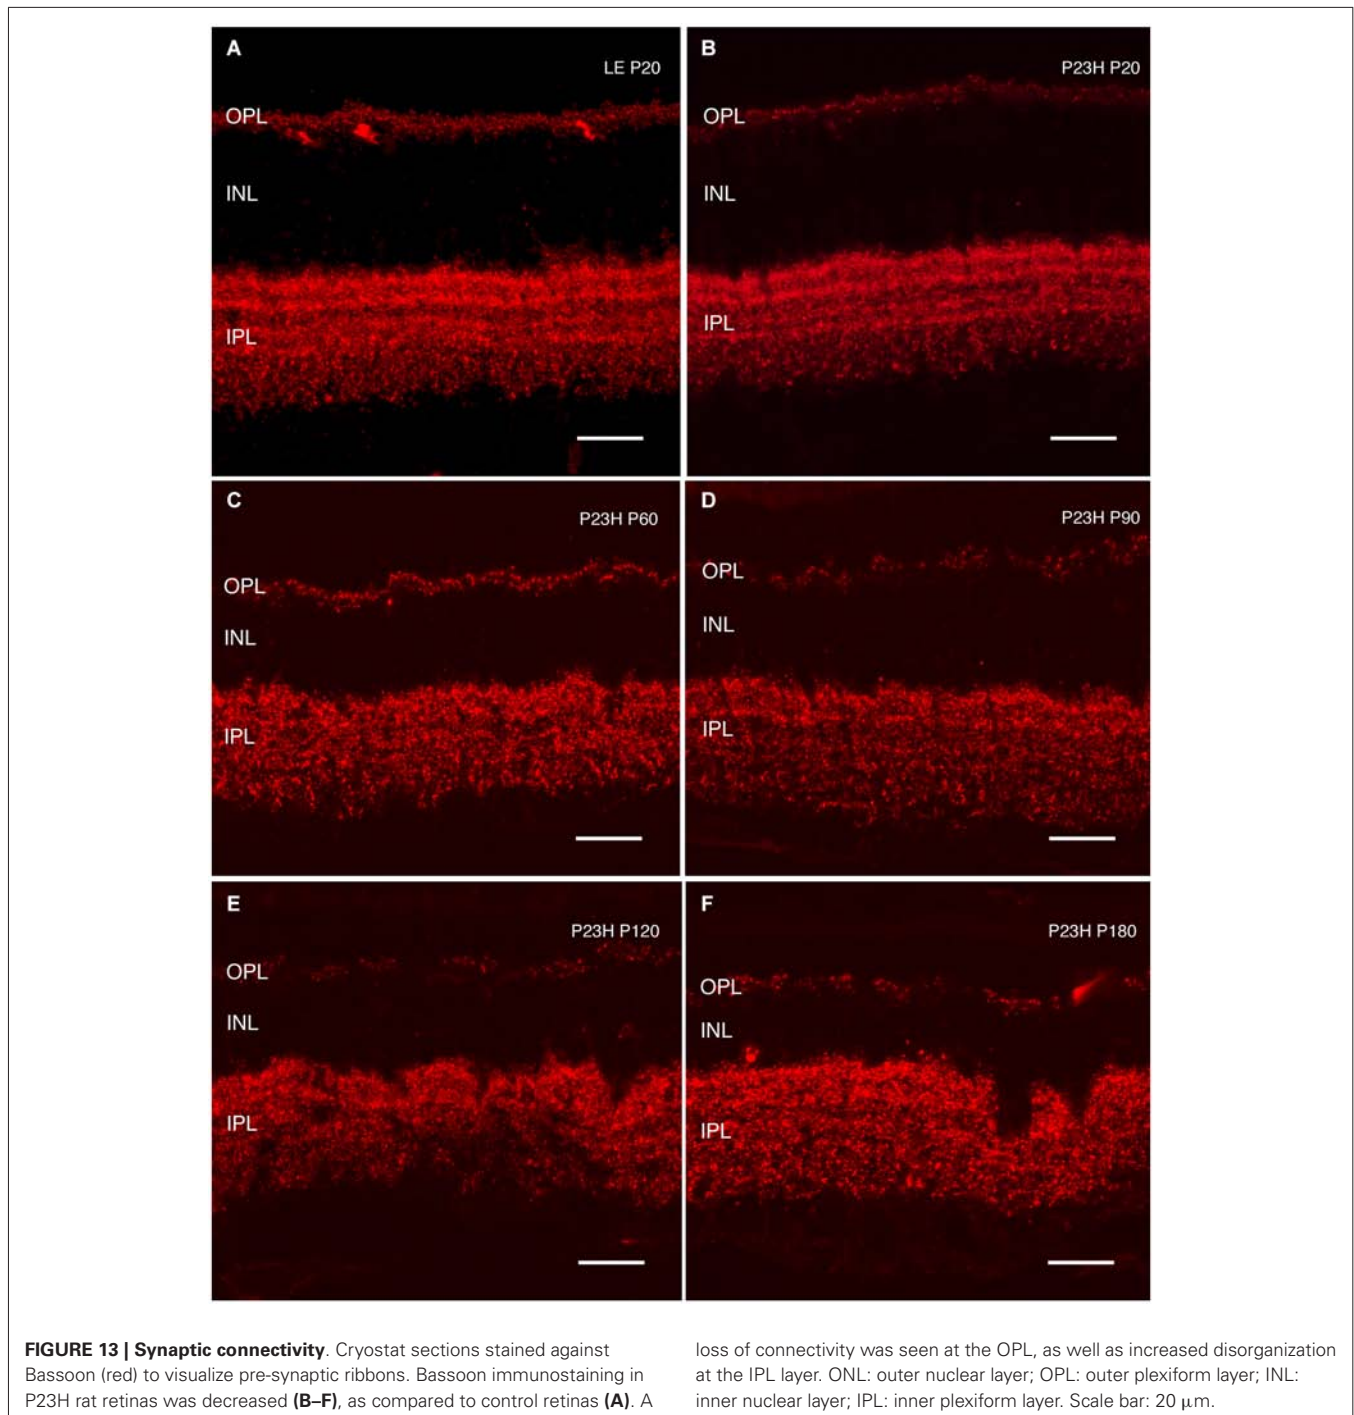 A
LE P20
OPL
INL
IPL
B
P23H P20
OPL
INL
IPL
C
P23H P60
OPL
INL
IPL
D
P23H P90
OPL
INL
IPL
E
P23H P120
OPL
INL
IPL
F
P23H P180
OPL
INL
IPL
FIGURE 13 | Synaptic connectivity. Cryostat sections stained against
Bassoon (red) to visualize pre-synaptic ribbons. Bassoon immunostaining in
P23H rat retinas was decreased (B–F), as compared to control retinas (A). A
loss of connectivity was seen at the OPL, as well as increased disorganization
at the IPL layer. ONL: outer nuclear layer; OPL: outer plexiform layer; INL:
inner nuclear layer; IPL: inner plexiform layer. Scale bar: 20 μm.